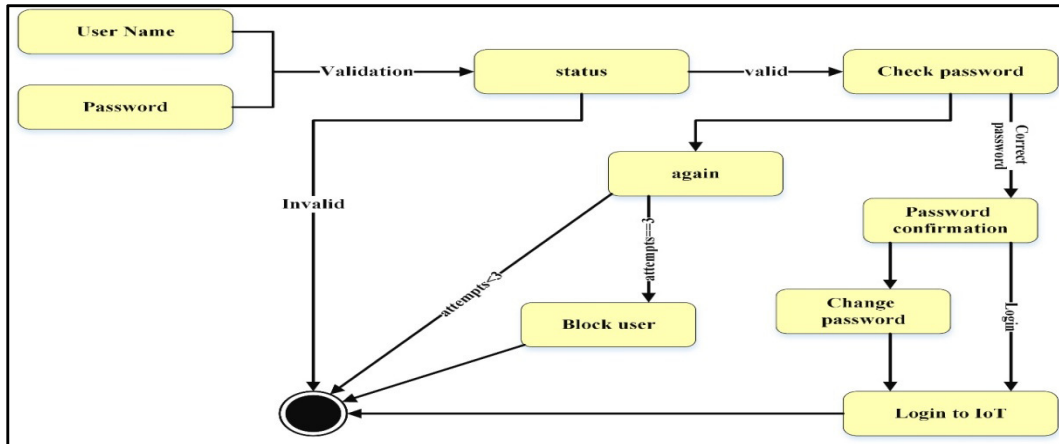 User Name
Validation
status
valid
Check password
Password
Correct
password
again
Invalid
Password
confirmation
attempts<3
attempts==3
Change
password
Login
Block user
Login to IoT